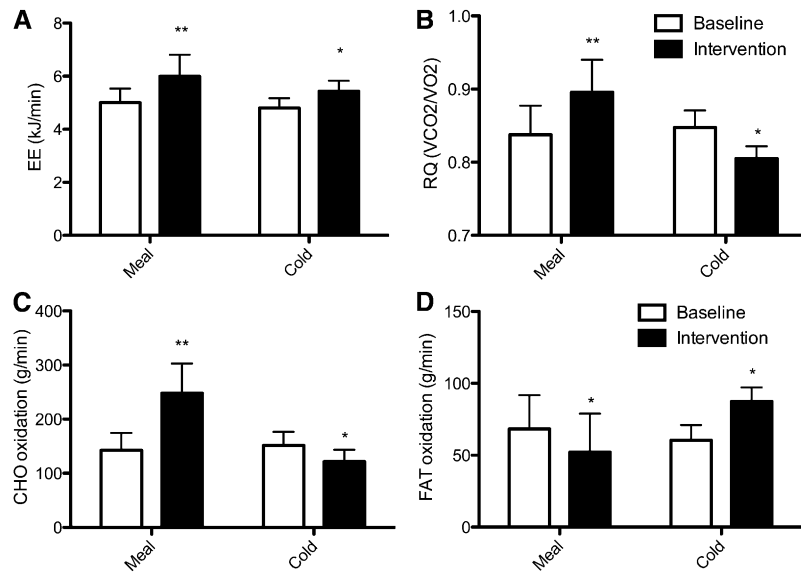 A
EE (kJ/min)
8
6
4
2
0
**
*
Meal
Cold
B
RQ (VCO2/VO2)
1.0
0.9
0.8
0.7
Baseline
Intervention
**
*
Meal
Cold
C
CHO oxidation (g/min)
400
300
200
100
0
**
*
Meal
Cold
D
FAT oxidation (g/min)
150
100
50
0
Baseline
Intervention
*
*
Meal
Cold